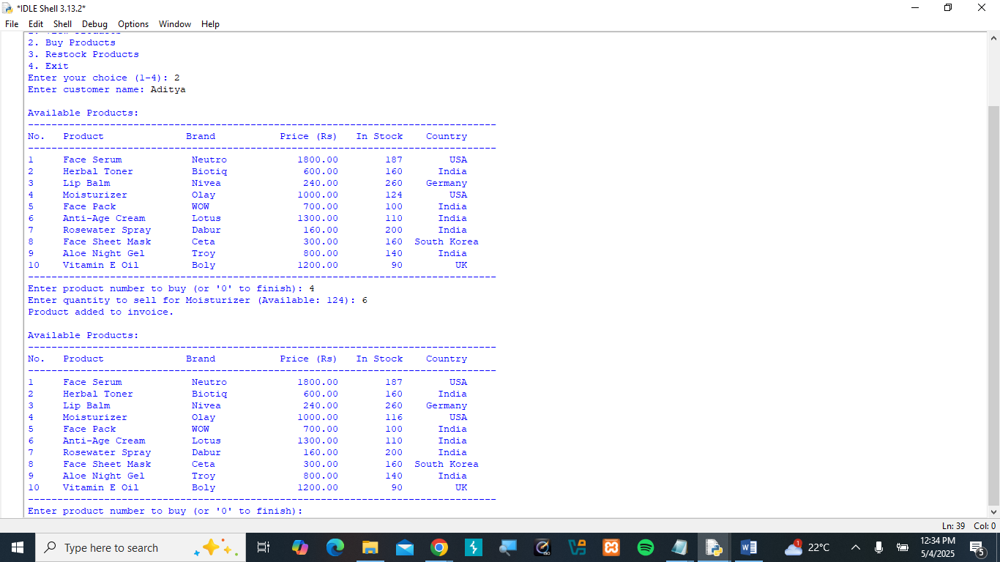 *IDLE Shell 3.13.2*
File Edit Shell Debug Options Window Help
2. Buy Products
3. Restock Products
4. Exit
Enter your choice (1-4): 2
Enter customer name: Aditya
Available Products:
--------------------------------------------------------------------------------
No. Product Brand Price (Rs) In Stock Country
--------------------------------------------------------------------------------
1 Face Serum Neutro 1800.00 187 USA
2 Herbal Toner Biotiq 600.00 160 India
3 Lip Balm Nivea 240.00 260 Germany
4 Moisturizer Olay 1000.00 124 USA
5 Face Pack WOW 700.00 100 India
6 Anti-Age Cream Lotus 1300.00 110 India
7 Rosewater Spray Dabur 160.00 200 India
8 Face Sheet Mask Ceta 300.00 160 South Korea
9 Aloe Night Gel Troy 800.00 140 India
10 Vitamin E Oil Boly 1200.00 90 UK
--------------------------------------------------------------------------------
Enter product number to buy (or '0' to finish): 4
Enter quantity to sell for Moisturizer (Available: 124): 6
Product added to invoice.
Available Products:
--------------------------------------------------------------------------------
No. Product Brand Price (Rs) In Stock Country
--------------------------------------------------------------------------------
1 Face Serum Neutro 1800.00 187 USA
2 Herbal Toner Biotiq 600.00 160 India
3 Lip Balm Nivea 240.00 260 Germany
4 Moisturizer Olay 1000.00 116 USA
5 Face Pack WOW 700.00 100 India
6 Anti-Age Cream Lotus 1300.00 110 India
7 Rosewater Spray Dabur 160.00 200 India
8 Face Sheet Mask Ceta 300.00 160 South Korea
9 Aloe Night Gel Troy 800.00 140 India
10 Vitamin E Oil Boly 1200.00 90 UK
--------------------------------------------------------------------------------
Enter product number to buy (or '0' to finish):
Ln: 39 Col: 0
Type here to search
1
22°C
12:34 PM
5/4/2025
5